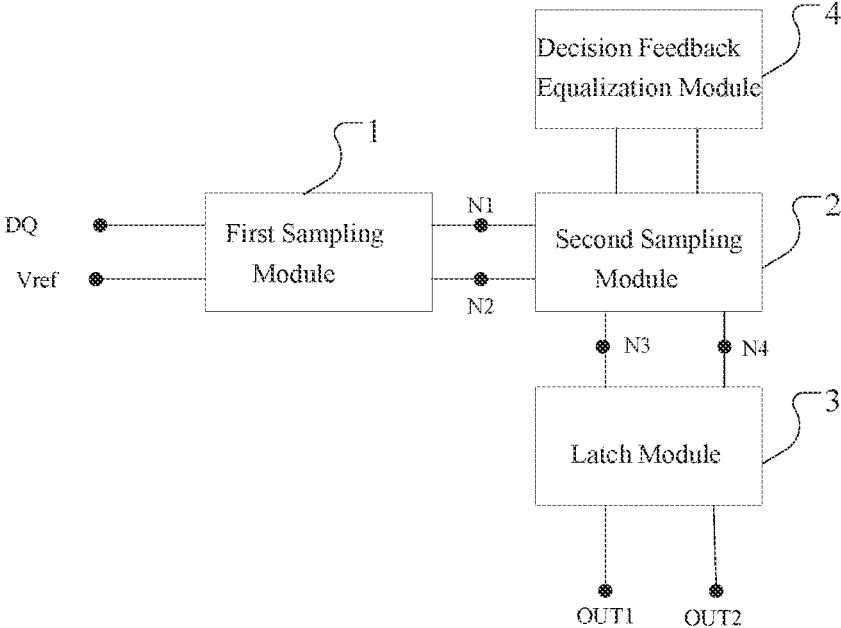 4
Decision Feedback
Equalization Module
1
N1
2
DQ
First Sampling
Module
Second Sampling
Module
Vref
N2
N3
N4
3
Latch Module
OUT1
OUT2